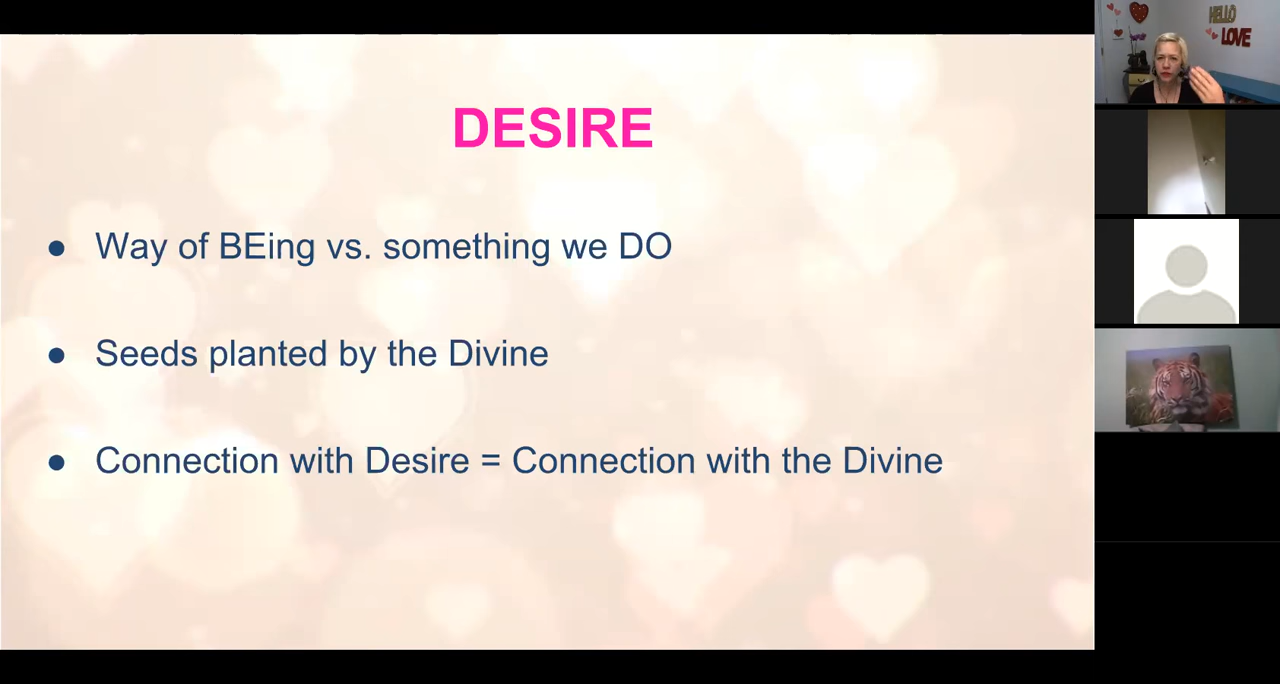 DESIRE
● Way of BEing vs. something we DO
● Seeds planted by the Divine
● Connection with Desire = Connection with the Divine
HELLO
LOVE